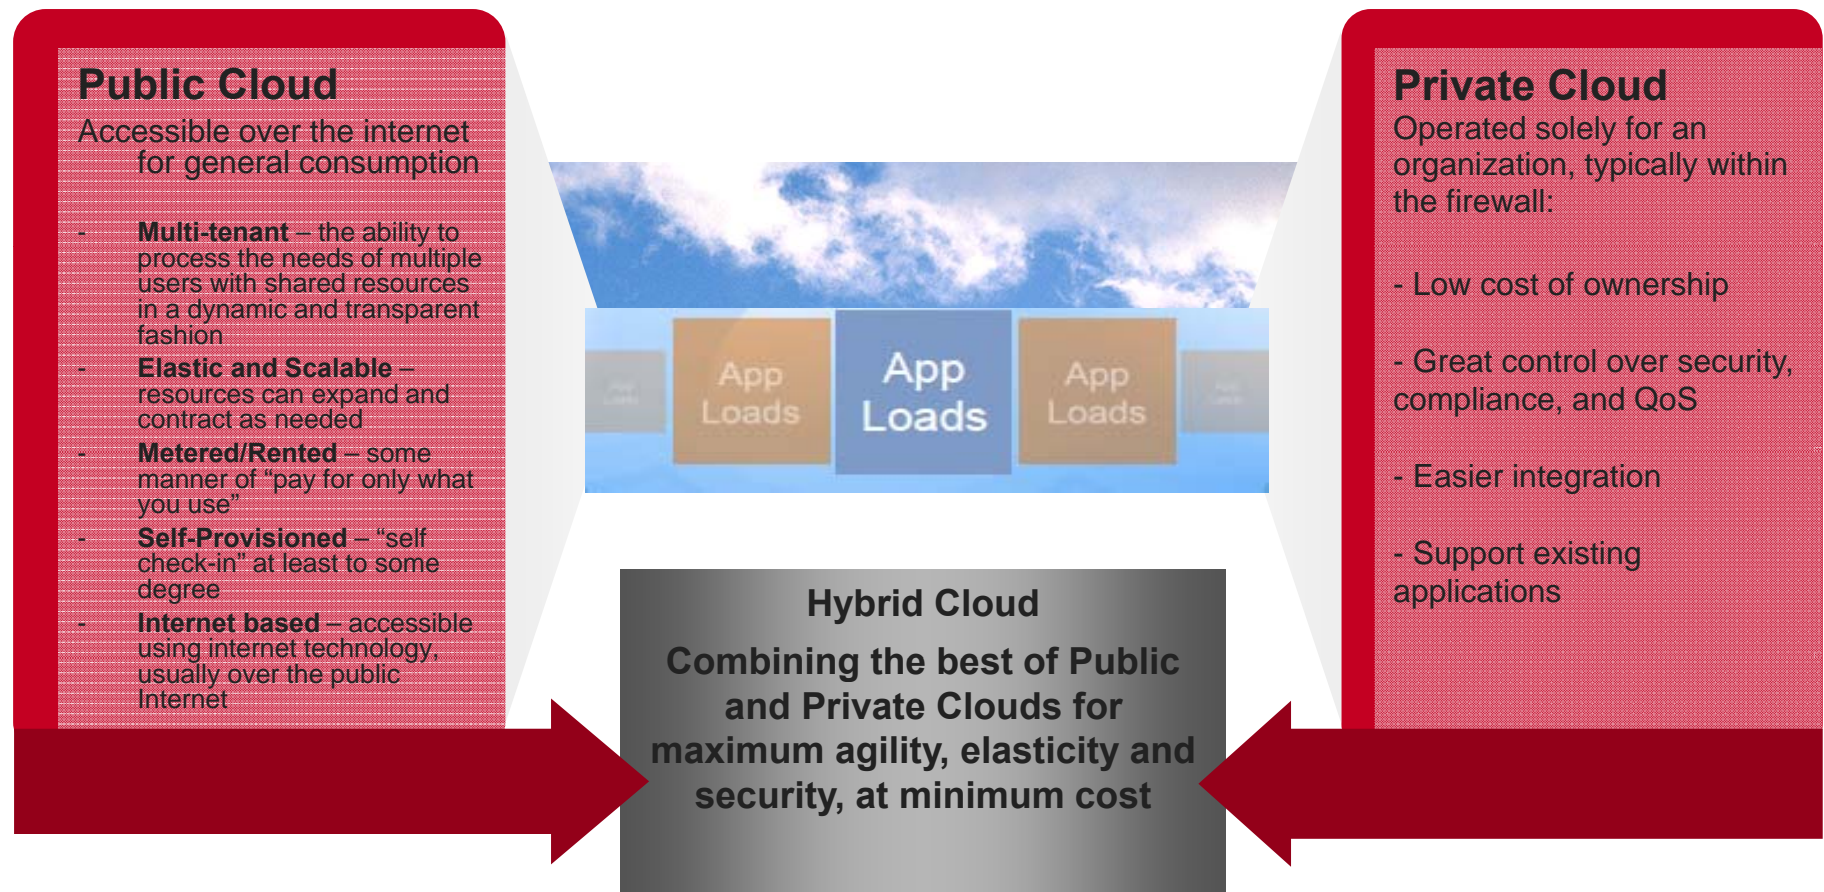 Public Cloud
Accessible over the internet
for general consumption
- Multi-tenant – the ability to
process the needs of multiple
users with shared resources
in a dynamic and transparent
fashion
- Elastic and Scalable –
resources can expand and
contract as needed
- Metered/Rented – some
manner of “pay for only what
you use”
- Self-Provisioned – “self
check-in” at least to some
degree
- Internet based – accessible
using internet technology,
usually over the public
Internet
App
Loads
App
Loads
App
Loads
App
Loads
Hybrid Cloud
Combining the best of Public
and Private Clouds for
maximum agility, elasticity and
security, at minimum cost
Private Cloud
Operated solely for an
organization, typically within
the firewall:
- Low cost of ownership
- Great control over security,
compliance, and QoS
- Easier integration
- Support existing
applications